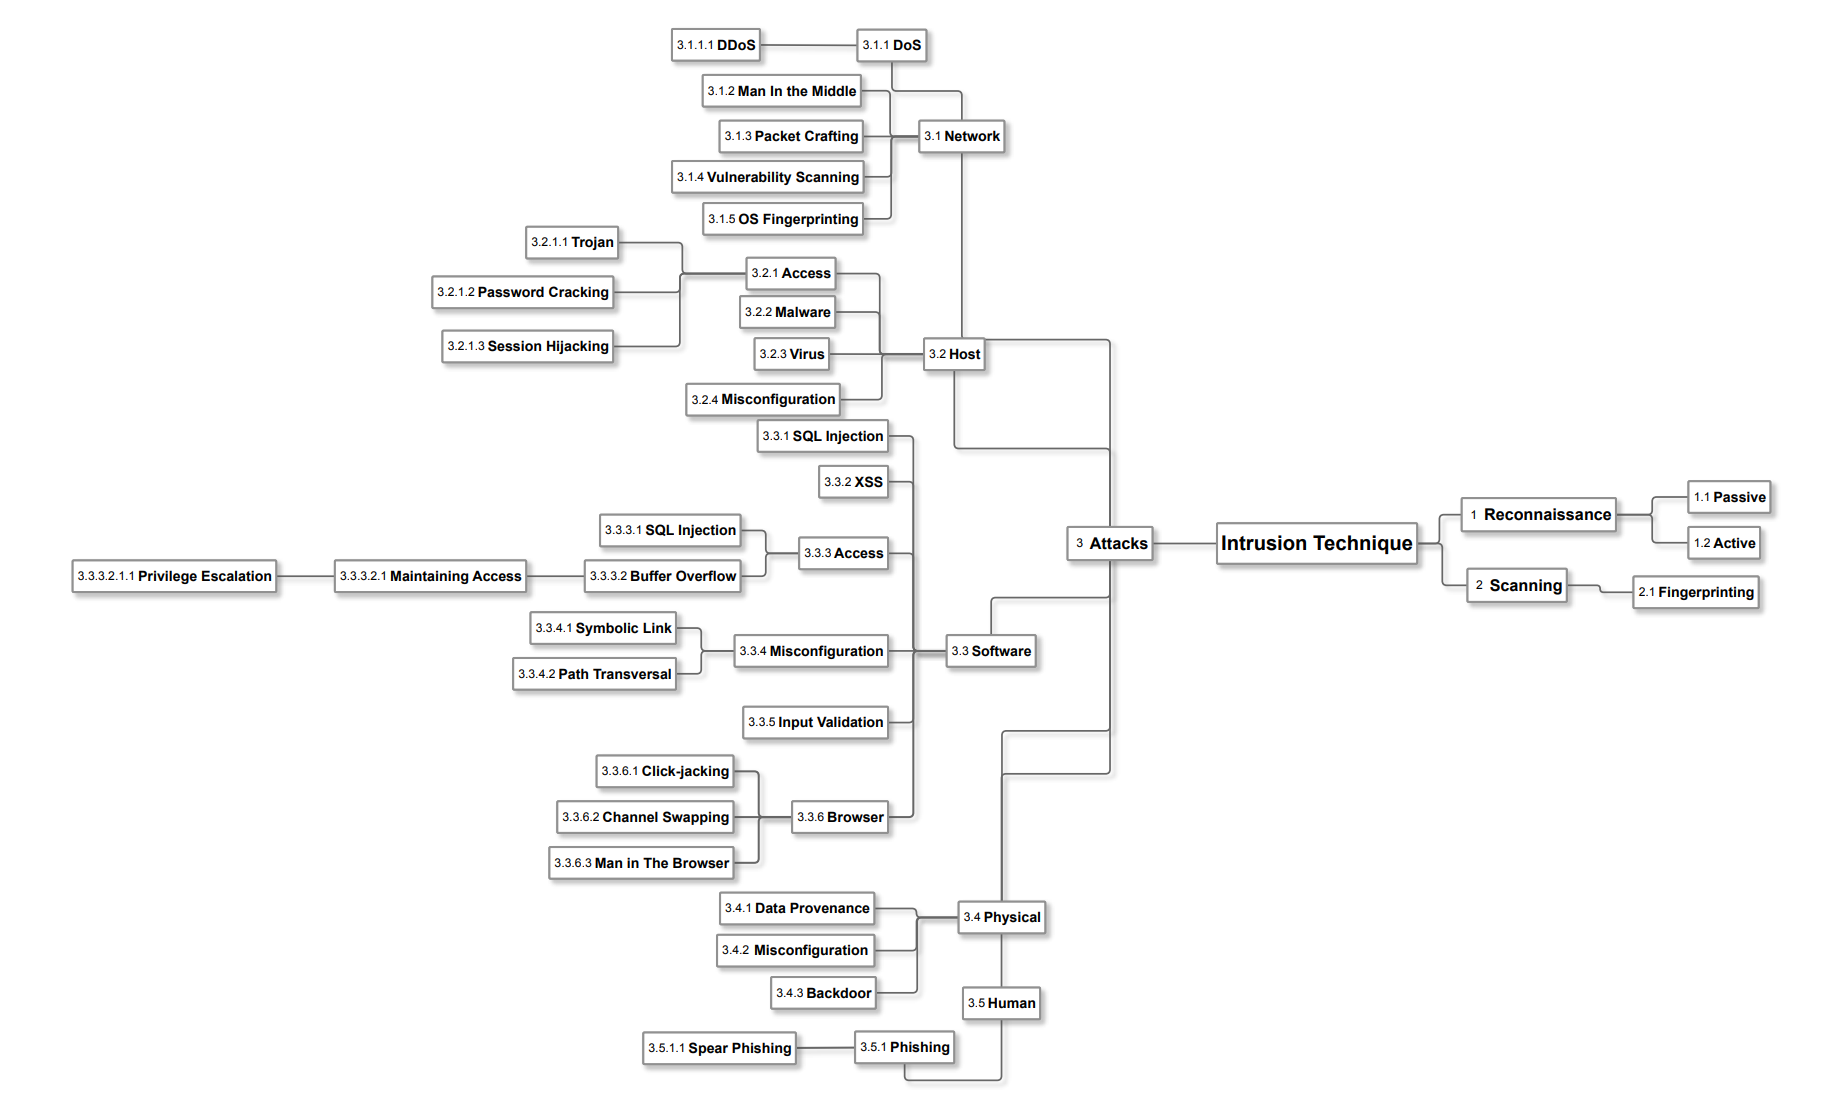 3.1.1.1 DDoS
3.1.1 DoS
3.1.2 Man In the Middle
3.1.3 Packet Crafting
3.1 Network
3.1.4 Vulnerability Scanning
3.1.5 OS Fingerprinting
3.2.1.1 Trojan
3.2.1 Access
3.2.1.2 Password Cracking
3.2.2 Malware
3.2.1.3 Session Hijacking
3.2.3 Virus
3.2 Host
3.2.4 Misconfiguration
3.3.1 SQL Injection
3.3.2 XSS
3.3.3.1 SQL Injection
3.3.3 Access
3.3.3.2.1.1 Privilege Escalation
3.3.3.2.1 Maintaining Access
3.3.3.2 Buffer Overflow
3.3.4.1 Symbolic Link
3.3.4 Misconfiguration
3.3 Software
3.3.4.2 Path Transversal
3.3.5 Input Validation
3.3.6.1 Click-jacking
3.3.6.2 Channel Swapping
3.3.6 Browser
3.3.6.3 Man in The Browser
3.4.1 Data Provenance
3.4 Physical
3.4.2 Misconfiguration
3.4.3 Backdoor
3.5 Human
3.5.1.1 Spear Phishing
3.5.1 Phishing
3 Attacks
Intrusion Technique
1 Reconnaissance
1.1 Passive
1.2 Active
2 Scanning
2.1 Fingerprinting